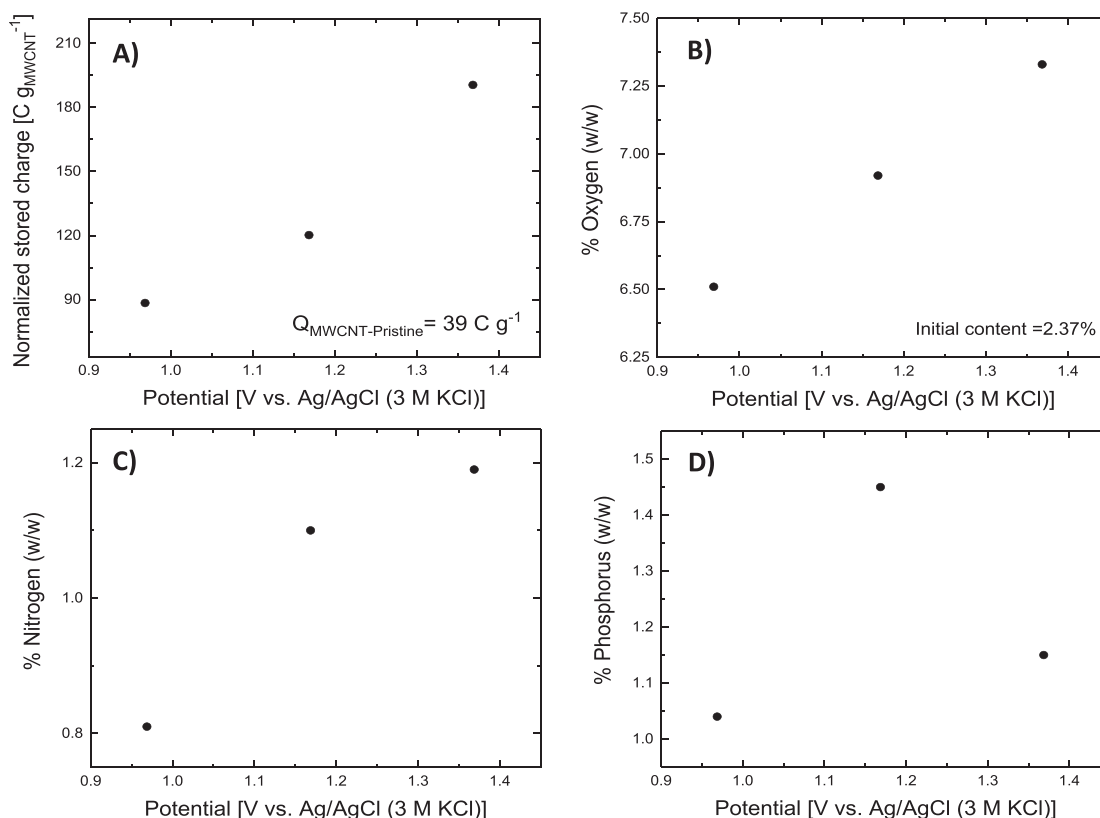 A)
Normalized stored charge [C g_MWCNT^-1]
210
180
150
120
90
Q_MWCNT-Pristine= 39 C g^-1
0.9 1.0 1.1 1.2 1.3 1.4
Potential [V vs. Ag/AgCl (3 M KCl)]
B)
% Oxygen (w/w)
7.50
7.25
7.00
6.75
6.50
6.25
Initial content =2.37%
0.9 1.0 1.1 1.2 1.3 1.4
Potential [V vs. Ag/AgCl (3 M KCl)]
C)
% Nitrogen (w/w)
1.2
1.0
0.8
0.9 1.0 1.1 1.2 1.3 1.4
Potential [V vs. Ag/AgCl (3 M KCl)]
D)
% Phosphorus (w/w)
1.5
1.4
1.3
1.2
1.1
1.0
0.9 1.0 1.1 1.2 1.3 1.4
Potential [V vs. Ag/AgCl (3 M KCl)]